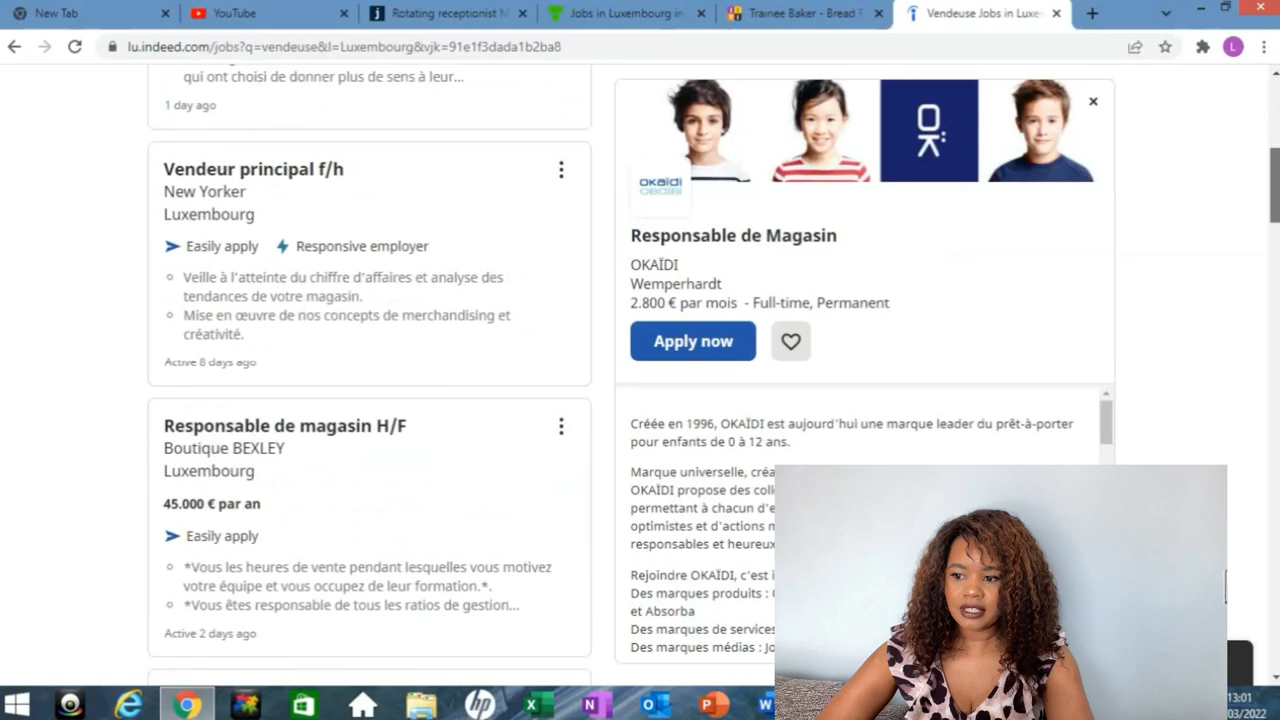 New Tab
YouTube
Rotating receptionist M
Jobs in Luxembourg in
Trainee Baker - Bread T
Vendeuse Jobs in Luxe
lu.indeed.com/jobs?q=vendeuse&l=Luxembourg&vjk=91e1f3dada1b2ba8
L
qui ont choisi de donner plus de sens à leur...
1 day ago
Vendeur principal f/h
New Yorker
Luxembourg
Easily apply Responsive employer
Veille à l'atteinte du chiffre d'affaires et analyse des
tendances de votre magasin.
Mise en œuvre de nos concepts de merchandising et
créativité.
Active 8 days ago
Responsable de magasin H/F
Boutique BEXLEY
Luxembourg
45.000 € par an
Easily apply
*Vous les heures de vente pendant lesquelles vous motivez
votre équipe et vous occupez de leur formation.*.
*Vous êtes responsable de tous les ratios de gestion...
Active 2 days ago
OK
okaïdi
OBAIBI
Responsable de Magasin
OKAÏDI
Wemperhardt
2.800 € par mois - Full-time, Permanent
Apply now
Créée en 1996, OKAÏDI est aujourd'hui une marque leader du prêt-à-porter
pour enfants de 0 à 12 ans.
Marque universelle, créa
OKAÏDI propose des coll
permettant à chacun d'e
optimistes et d'actions m
responsables et heureux
Rejoindre OKAÏDI, c'est i
Des marques produits :
et Absorba
Des marques de services
Des marques médias : Jo
13:01
03/2022